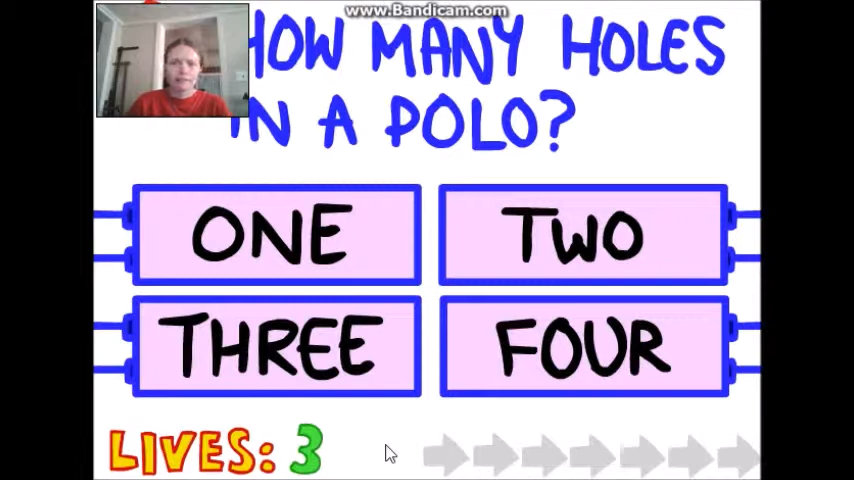 www.Bandicam.com
HOW MANY HOLES
IN A POLO?
ONE
TWO
THREE
FOUR
LIVES: 3